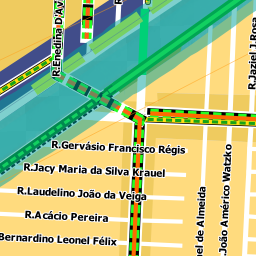 R.Enedina D'Av
R.Jaziel J.Rosa
R.Gervásio Francisco Régis
R.Jacy Maria da Silva Krauel
R.Laudelino João da Veiga
R.Acácio Pereira
Bernardino Leonel Félix
el de Almeida
João Américo Watzko